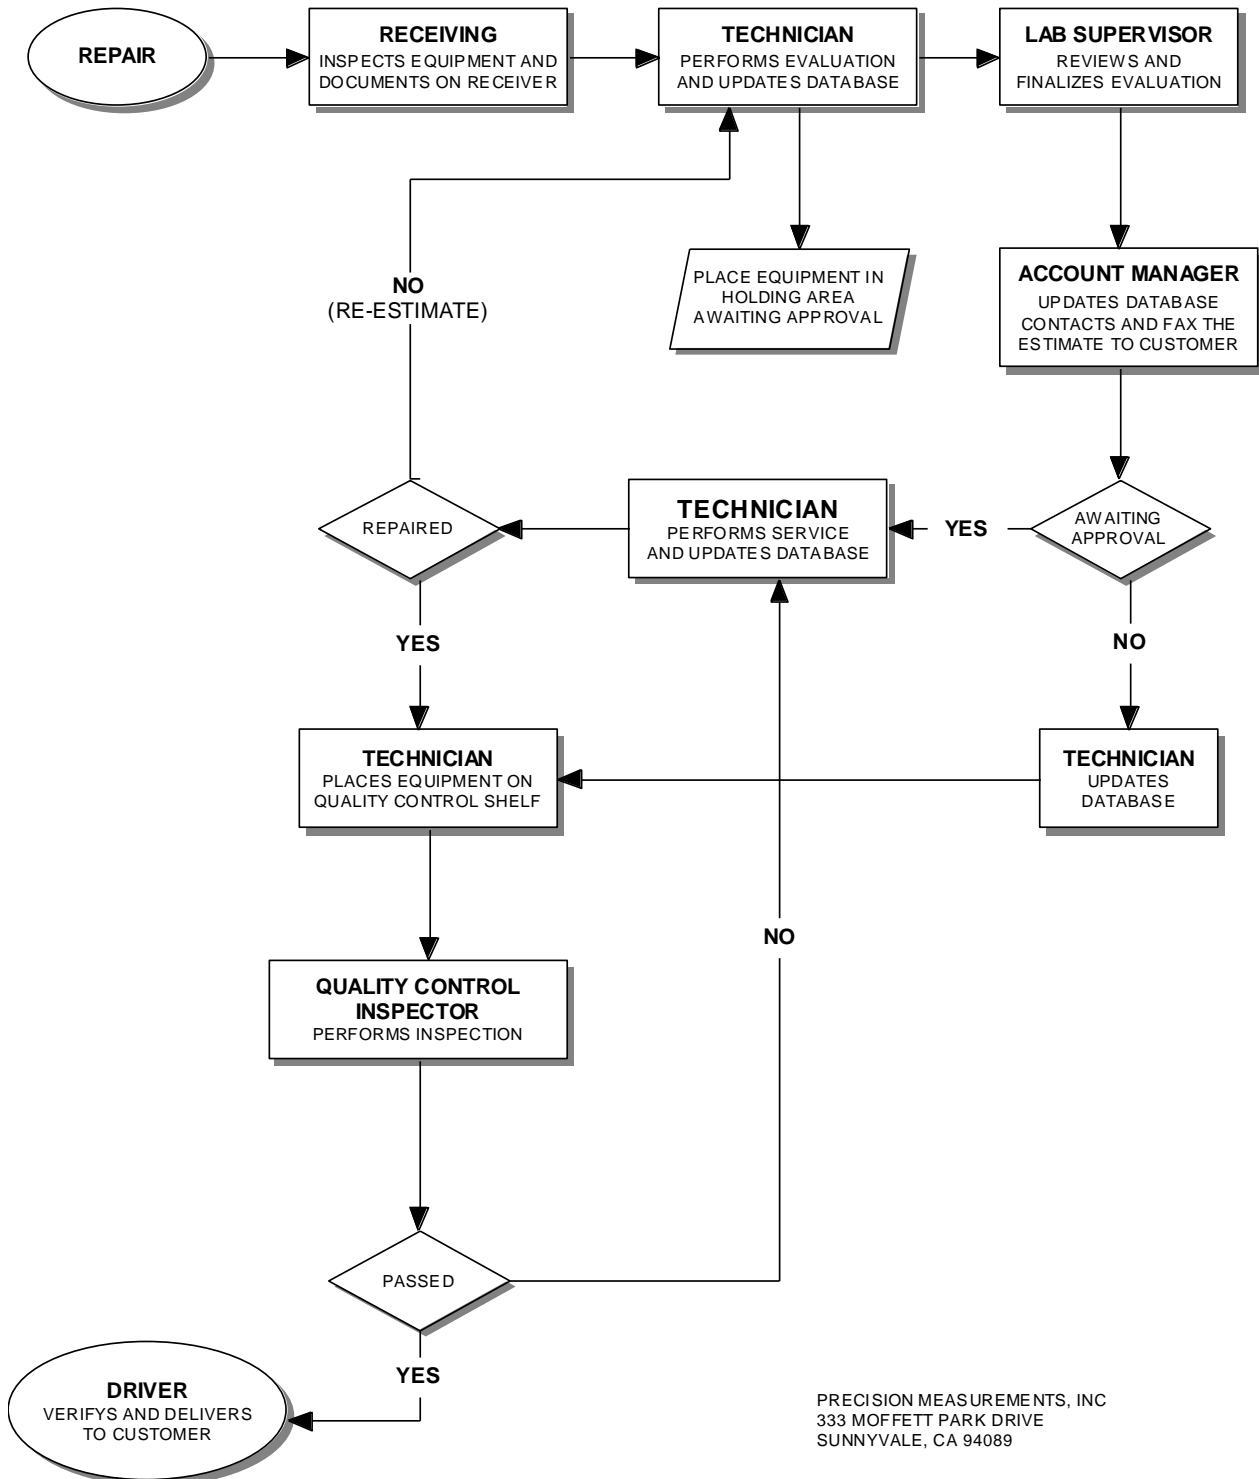 REPAIR
RECEIVING
INSPECTS EQUIPMENT AND
DOCUMENTS ON RECEIVER
TECHNICIAN
PERFORMS EVALUATION
AND UPDATES DATABASE
LAB SUPERVISOR
REVIEWS AND
FINALIZES EVALUATION
NO
(RE-ESTIMATE)
PLACE EQUIPMENT IN
HOLDING AREA
AWAITING APPROVAL
ACCOUNT MANAGER
UPDATES DATABASE
CONTACTS AND FAX THE
ESTIMATE TO CUSTOMER
REPAIRED
TECHNICIAN
PERFORMS SERVICE
AND UPDATES DATABASE
YES
AWAITING
APPROVAL
YES
NO
TECHNICIAN
PLACES EQUIPMENT ON
QUALITY CONTROL SHELF
TECHNICIAN
UPDATES
DATABASE
NO
QUALITY CONTROL
INSPECTOR
PERFORMS INSPECTION
PASSED
YES
DRIVER
VERIFYS AND DELIVERS
TO CUSTOMER
PRECISION MEASUREMENTS, INC
333 MOFFETT PARK DRIVE
SUNNYVALE, CA 94089